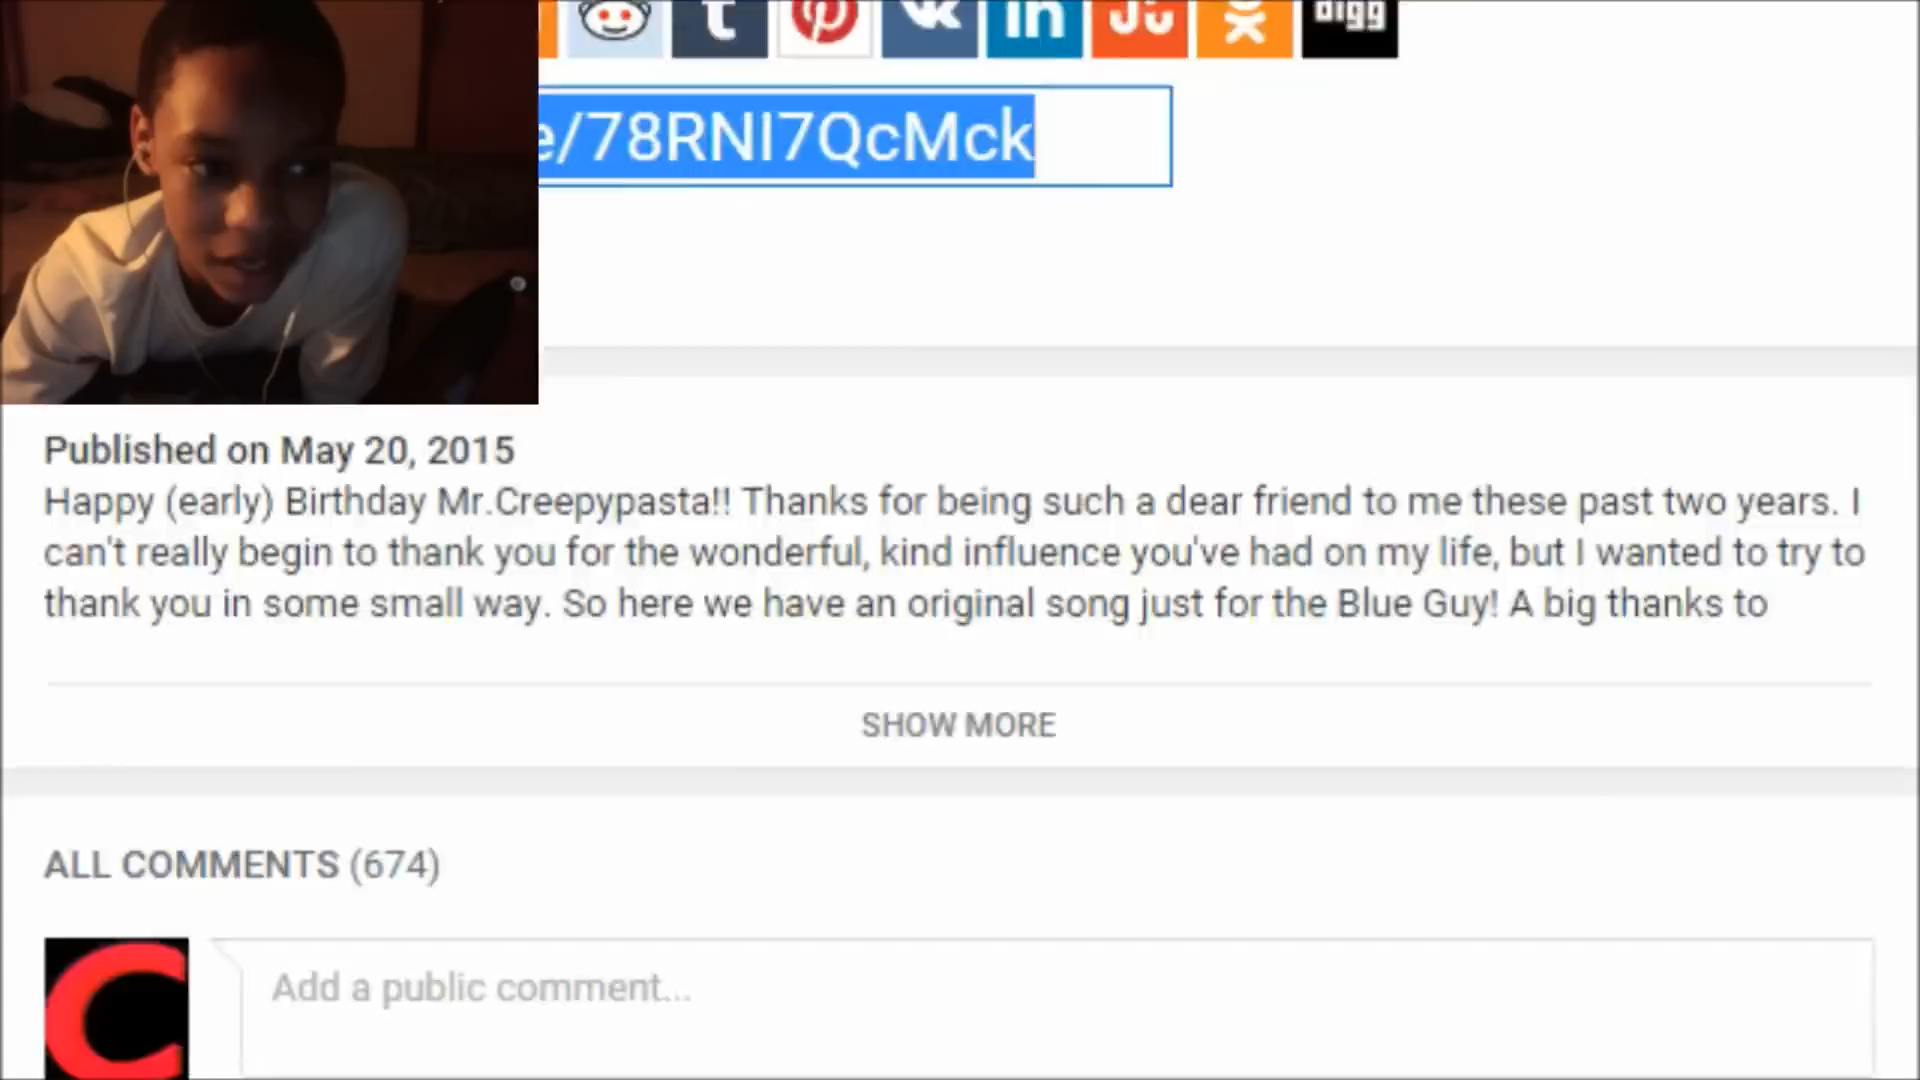 t
in
digg
e/78RNI7QcMck
Published on May 20, 2015
Happy (early) Birthday Mr.Creepypasta!! Thanks for being such a dear friend to me these past two years. I
can't really begin to thank you for the wonderful, kind influence you've had on my life, but I wanted to try to
thank you in some small way. So here we have an original song just for the Blue Guy! A big thanks to
SHOW MORE
ALL COMMENTS (674)
C
Add a public comment...